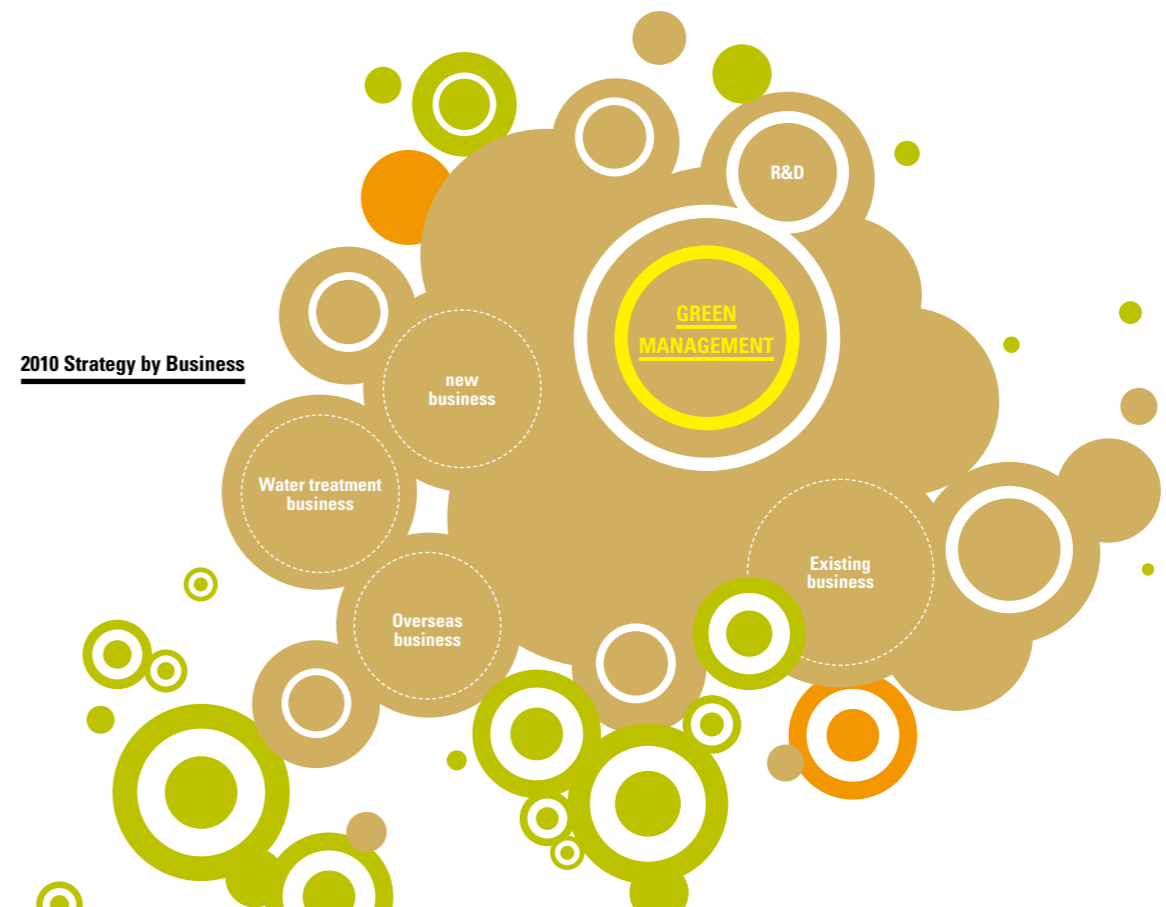 R&D
GREEN
MANAGEMENT
2010 Strategy by Business
new
business
Water treatment
business
Existing
business
Overseas
business